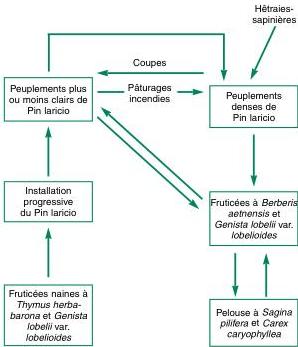 Hêtraies-
sapinières
Coupes
Peuplements plus
ou moins clairs de
Pin laricio
Pâturages
incendies
Peuplements
denses de
Pin laricio
Installation
progressive
du Pin laricio
Fruticées à Berberis
aetnensis et
Genista lobelii var.
lobelioides
Fruticées naines à
Thymus herba-
barona et Genista
lobelii var.
lobelioides
Pelouse à Sagina
pilifera et Carex
caryophyllea